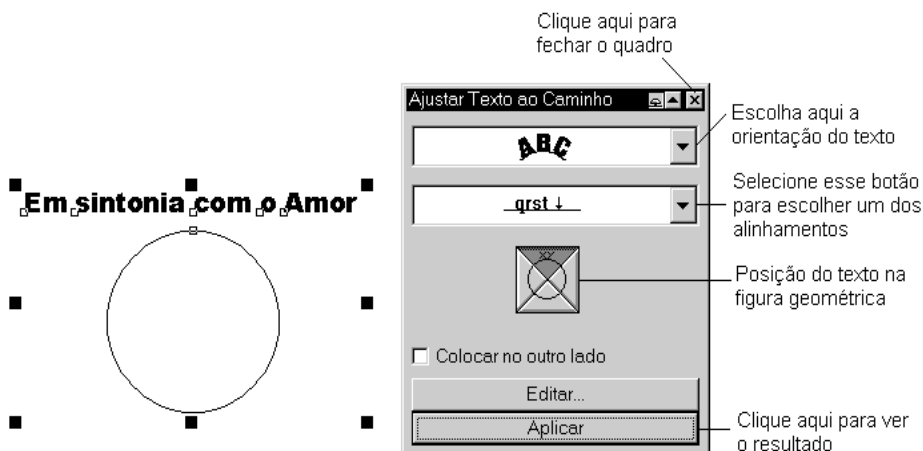 Clique aqui para
fechar o quadro
Ajustar Texto ao Caminho
ABC
Escolha aqui a
orientação do texto
Em sintonia com o Amor
qrst ↓
Selecione esse botão
para escolher um dos
alinhamentos
XY
Posição do texto na
figura geométrica
Colocar no outro lado
Editar...
Aplicar
Clique aqui para ver
o resultado